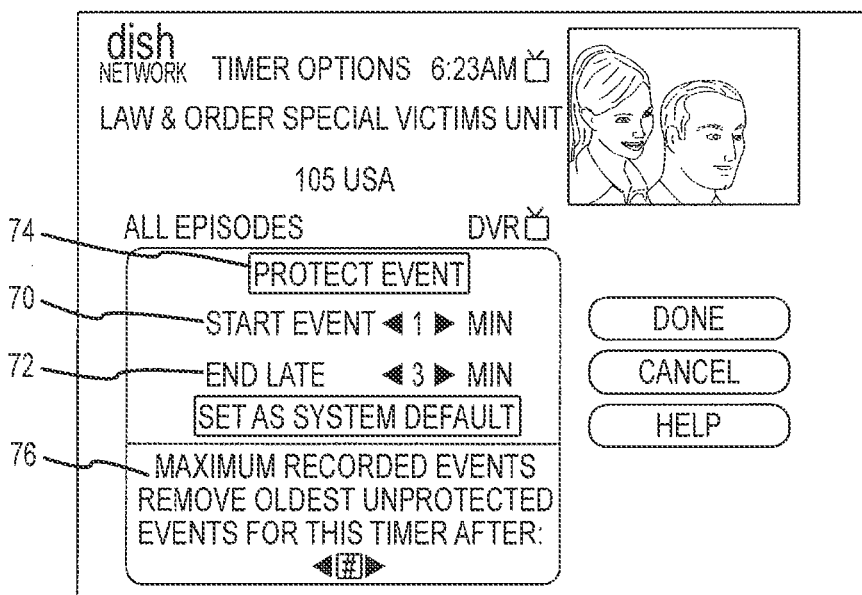 dish
NETWORK TIMER OPTIONS 6:23AM
LAW & ORDER SPECIAL VICTIMS UNIT
105 USA
ALL EPISODES DVR
74
PROTECT EVENT
70
START EVENT ◀ 1 ▶ MIN
72
END LATE ◀ 3 ▶ MIN
SET AS SYSTEM DEFAULT
76
MAXIMUM RECORDED EVENTS
REMOVE OLDEST UNPROTECTED
EVENTS FOR THIS TIMER AFTER:
◀ # ▶
DONE
CANCEL
HELP